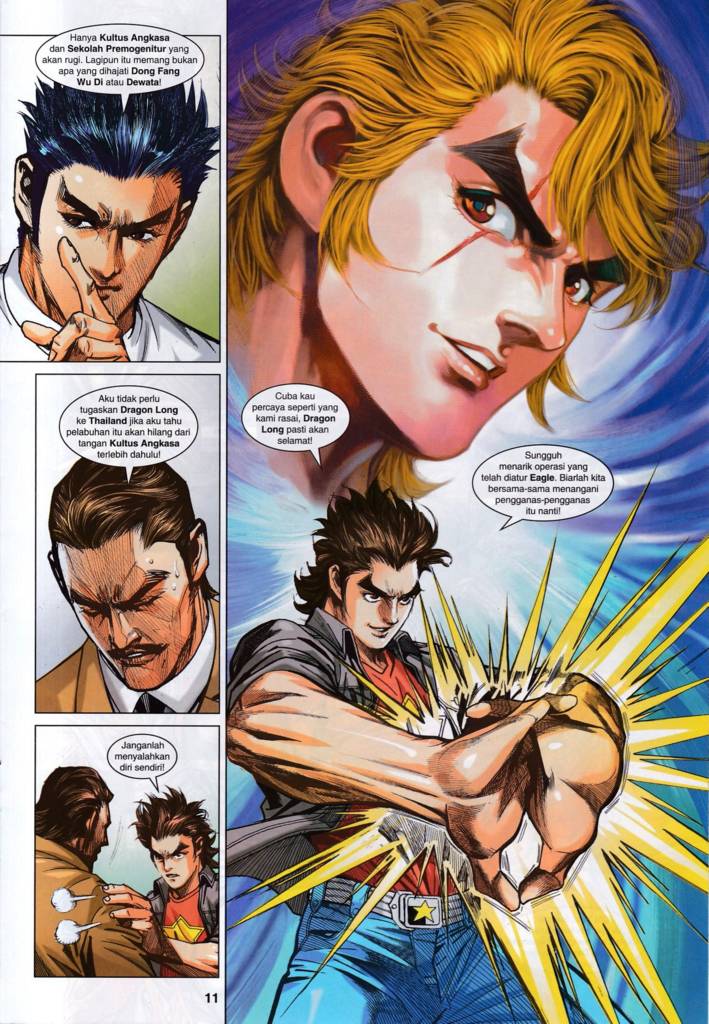 Hanya Kultus Angkasa
dan Sekolah Premogenitur yang
akan rugi. Lagipun itu memang bukan
apa yang dihajati Dong Fang
Wu Di atau Dewata!
Aku tidak perlu
tugaskan Dragon Long
ke Thailand jika aku tahu
pelabuhan itu akan hilang dari
tangan Kultus Angkasa
terlebih dahulu!
Janganlah
menyalahkan
diri sendiri!
Cuba kau
percaya seperti yang
kami rasai, Dragon
Long pasti akan
selamat!
Sungguh
menarik operasi yang
telah diatur Eagle. Biarlah kita
bersama-sama menangani
pengganas-pengganas
itu nanti!
11